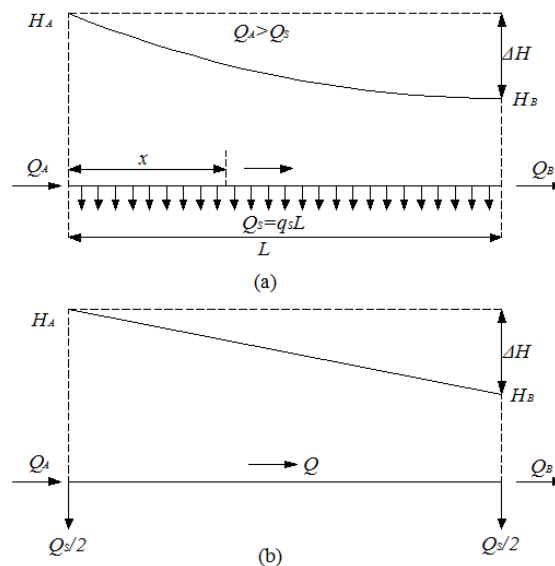 H_A
Q_A>Q_S
ΔH
H_B
x
Q_A
Q_B
Q_S=q_SL
L
(a)
H_A
ΔH
H_B
Q_A
Q
Q_B
Q_S/2
(b)
Q_S/2